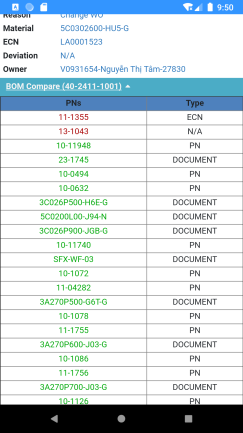 9:50
Reason Change WO
Material 5C0302600-HU5-G
ECN LA0001523
Deviation N/A
Owner V0931654-Nguyễn Thị Tâm-27830
BOM Compare (40-2411-1001)
PNs Type
11-1355 ECN
13-1043 N/A
10-11948 PN
23-1745 DOCUMENT
10-0494 PN
10-0632 PN
3C026P500-H6E-G DOCUMENT
5C0200L00-J94-N DOCUMENT
3C026P900-JGB-G DOCUMENT
10-11740 PN
SFX-WF-03 DOCUMENT
10-1072 PN
11-04282 PN
3A270P500-G6T-G DOCUMENT
10-1078 PN
11-1755 PN
3A270P600-J03-G DOCUMENT
10-1086 PN
11-1756 PN
3A270P700-J03-G DOCUMENT
10-1126 PN